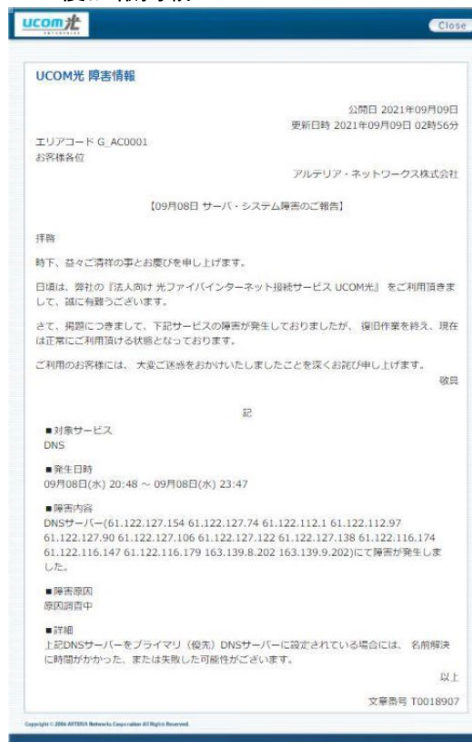 ucom光
Close
UCOM光 障害情報
公開日 2021年09月09日
更新日時 2021年09月09日 02時56分
エリアコード G_AC0001
お客様各位
アルテリア・ネットワークス株式会社
【09月08日 サーバ・システム障害のご報告】
拝啓
時下、益々ご清祥の事とお慶びを申し上げます。
日頃は、弊社の『法人向け 光ファイバインターネット接続サービス UCOM光』 をご利用頂きま
して、誠に有難うございます。
さて、掲題につきまして、下記サービスの障害が発生しておりましたが、 復旧作業を終え、現在
は正常にご利用頂ける状態となっております。
ご利用のお客様には、 大変ご迷惑をおかけいたしましたことを深くお詫び申し上げます。
敬具
記
■対象サービス
DNS
■発生日時
09月08日(水) 20:48 ～ 09月08日(水) 23:47
■障害内容
DNSサーバー(61.122.127.154 61.122.127.74 61.122.112.1 61.122.112.97
61.122.127.90 61.122.127.106 61.122.127.122 61.122.127.138 61.122.116.174
61.122.116.147 61.122.116.179 163.139.8.202 163.139.9.202)にて障害が発生しま
した。
■障害原因
原因調査中
■詳細
上記DNSサーバーをプライマリ（優先）DNSサーバーに設定されている場合には、 名前解決
に時間がかかった、または失敗した可能性がございます。
以上
文章番号 T0018907
Copyright © 2006 ARTERIA Networks Corporation All Rights Reserved.